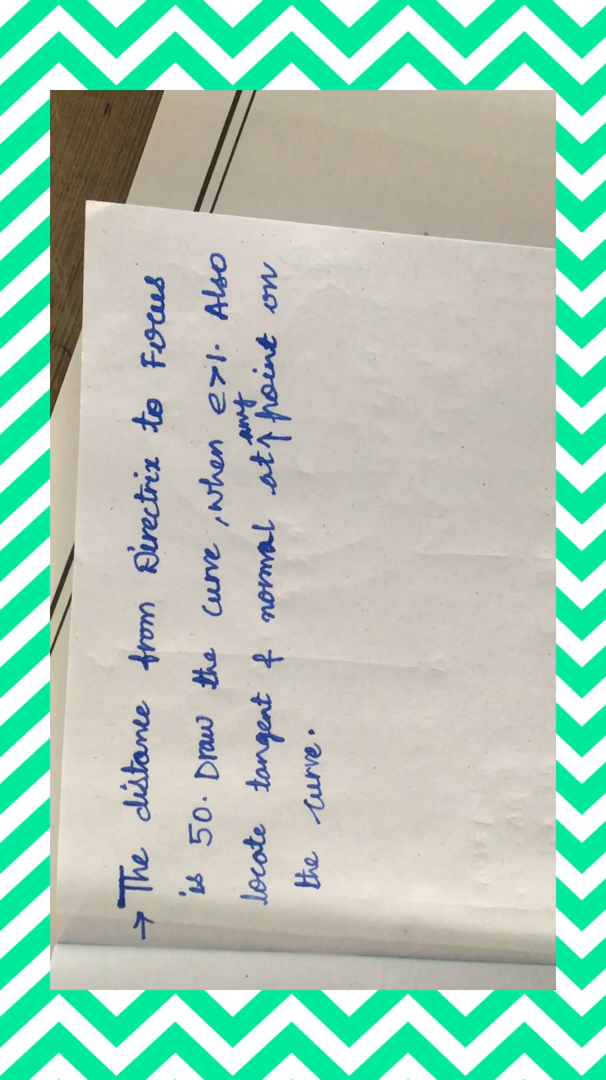 → The distance from Directrix to Focus
is 50. Draw the curve, when e>1. Also
locate tangent & normal at any point on
the curve.